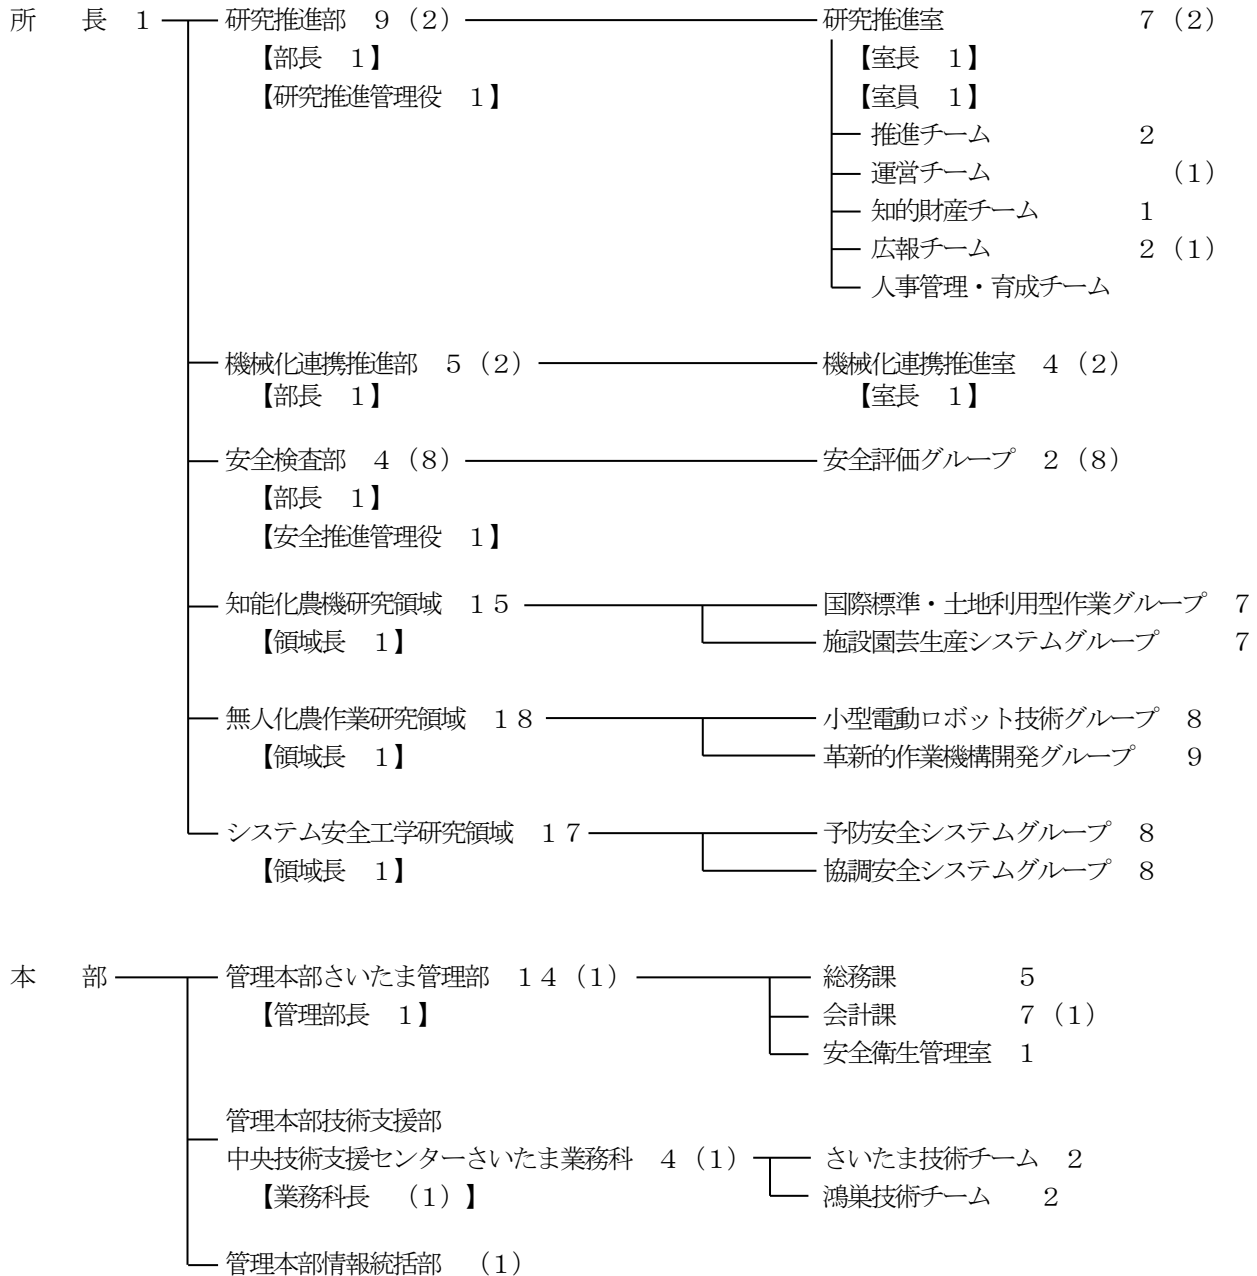 所　　長　１　研究推進部　９（２）　研究推進室　７（２）
【部長　１】　【室長　１】
【研究推進管理役　１】　【室員　１】
推進チーム　２
運営チーム　（１）
知的財産チーム　１
広報チーム　２（１）
人事管理・育成チーム
機械化連携推進部　５（２）　機械化連携推進室　４（２）
【部長　１】　【室長　１】
安全検査部　４（８）　安全評価グループ　２（８）
【部長　１】
【安全推進管理役　１】
知能化農機研究領域　１５　国際標準・土地利用型作業グループ　７
【領域長　１】　施設園芸生産システムグループ　７
無人化農作業研究領域　１８　小型電動ロボット技術グループ　８
【領域長　１】　革新的作業機構開発グループ　９
システム安全工学研究領域　１７　予防安全システムグループ　８
【領域長　１】　協調安全システムグループ　８
本　　部　管理本部さいたま管理部　１４（１）　総務課　５
【管理部長　１】　会計課　７（１）
安全衛生管理室　１
管理本部技術支援部
中央技術支援センターさいたま業務科　４（１）　さいたま技術チーム　２
【業務科長　（１）】　鴻巣技術チーム　２
管理本部情報統括部　（１）